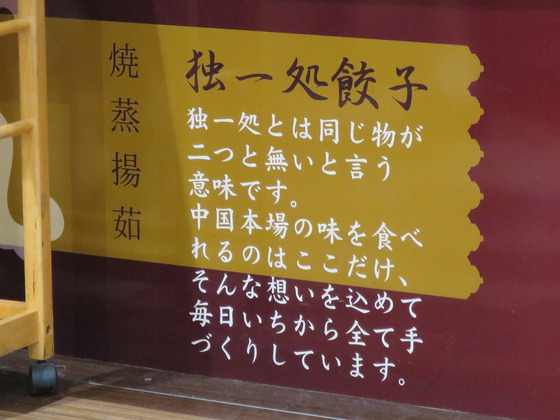 焼蒸揚茹
独一処餃子
独一処とは同じ物が
二つと無いと言う
意味です。
中国本場の味を食べ
れるのはここだけ、
そんな想いを込めて
毎日いちから全て手
づくりしています。